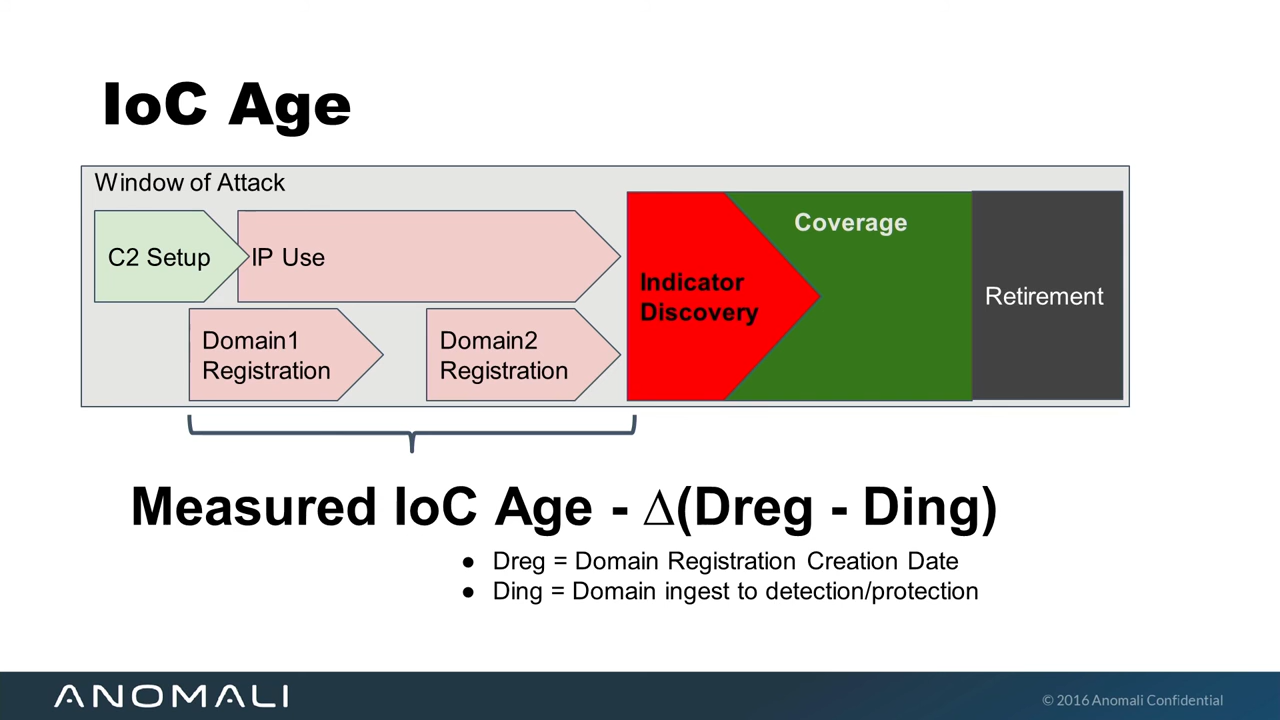 IoC Age
Window of Attack
C2 Setup
IP Use
Domain1
Registration
Domain2
Registration
Indicator
Discovery
Coverage
Retirement
Measured IoC Age - Δ(Dreg - Ding)
● Dreg = Domain Registration Creation Date
● Ding = Domain ingest to detection/protection
ANOMALI
© 2016 Anomali Confidential